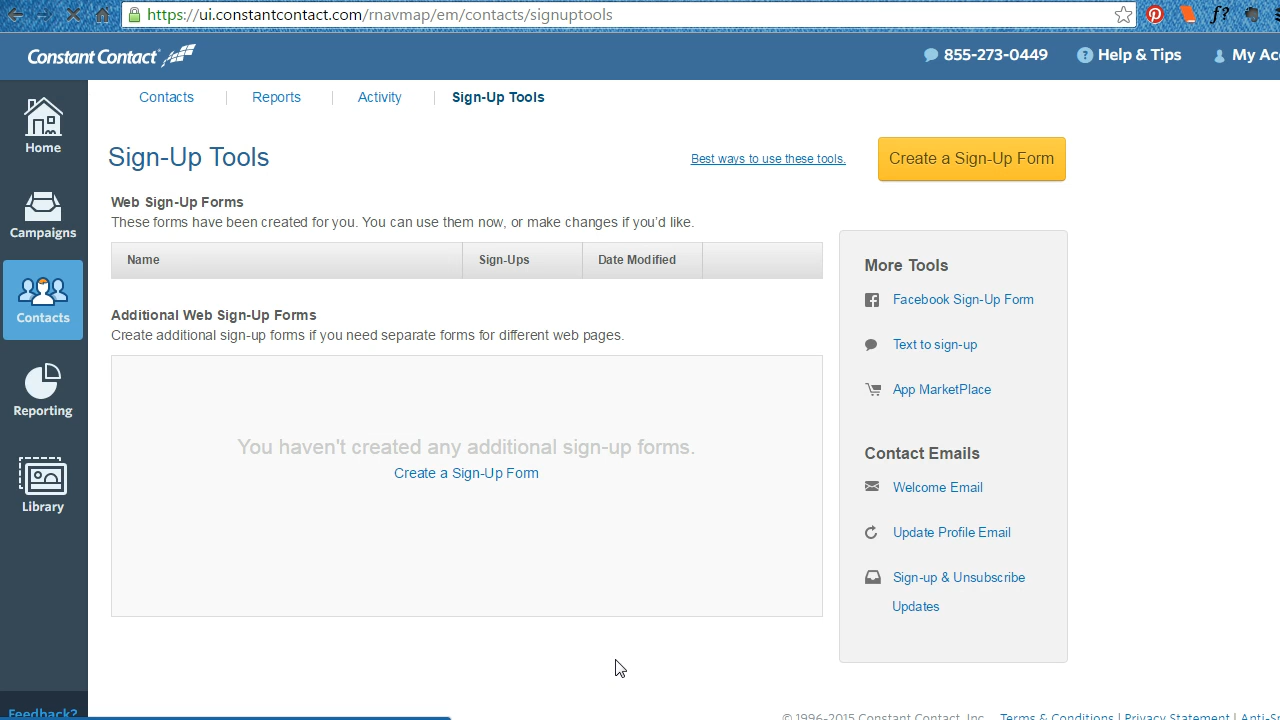 https://ui.constantcontact.com/rnavmap/em/contacts/signuptools
f?
Constant Contact
855-273-0449
? Help & Tips
My Acc
Contacts | Reports | Activity | Sign-Up Tools
Home
Campaigns
Contacts
Reporting
Library
Feedback?
Sign-Up Tools
Best ways to use these tools.
Create a Sign-Up Form
Web Sign-Up Forms
These forms have been created for you. You can use them now, or make changes if you'd like.
Name Sign-Ups Date Modified
Additional Web Sign-Up Forms
Create additional sign-up forms if you need separate forms for different web pages.
You haven't created any additional sign-up forms.
Create a Sign-Up Form
More Tools
Facebook Sign-Up Form
Text to sign-up
App MarketPlace
Contact Emails
Welcome Email
Update Profile Email
Sign-up & Unsubscribe
Updates
© 1996-2015 Constant Contact, Inc. Terms & Conditions | Privacy Statement | Anti-S